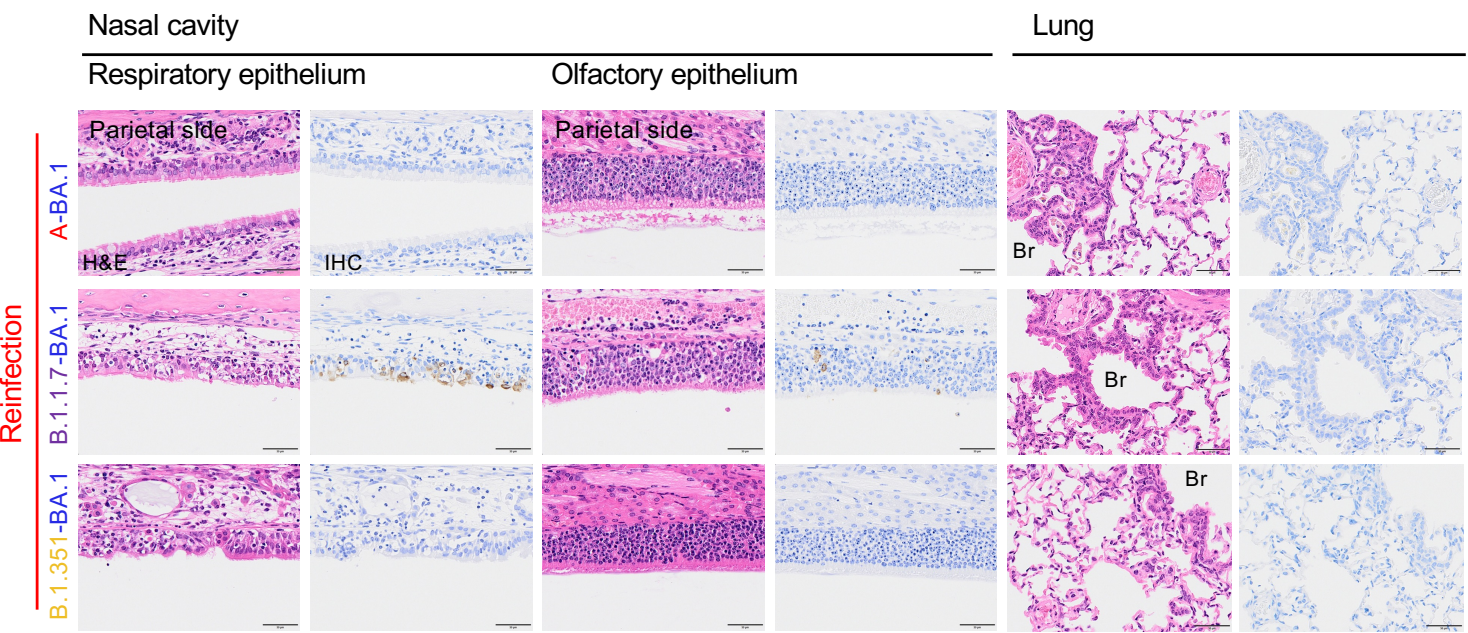 Nasal cavity
Lung
Respiratory epithelium
Olfactory epithelium
Reinfection
A-BA.1
Parietal side
H&E
IHC
Parietal side
Br
B.1.1.7-BA.1
Br
B.1.351-BA.1
Br